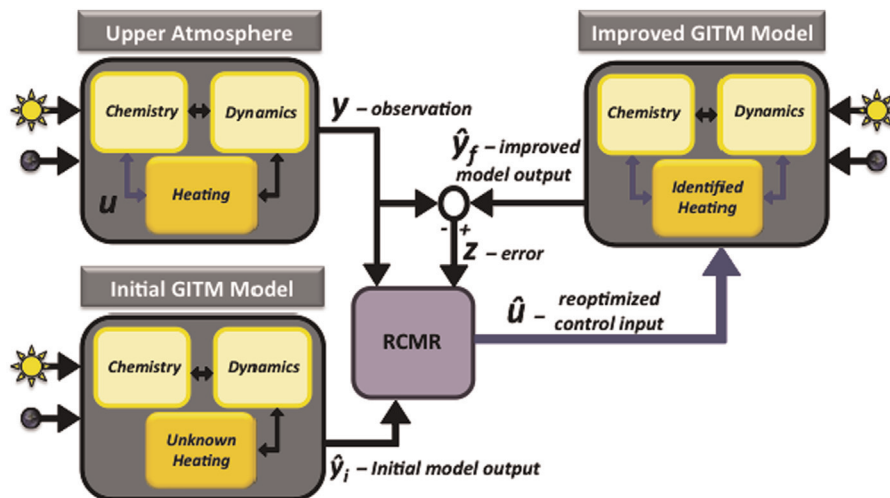 Upper Atmosphere
Chemistry
Dynamics
Heating
u
y – observation
Improved GITM Model
Chemistry
Dynamics
Identified
Heating
ŷf – improved
model output
- +
z – error
RCMR
û – reoptimized
control input
Initial GITM Model
Chemistry
Dynamics
Unknown
Heating
ŷi – Initial model output